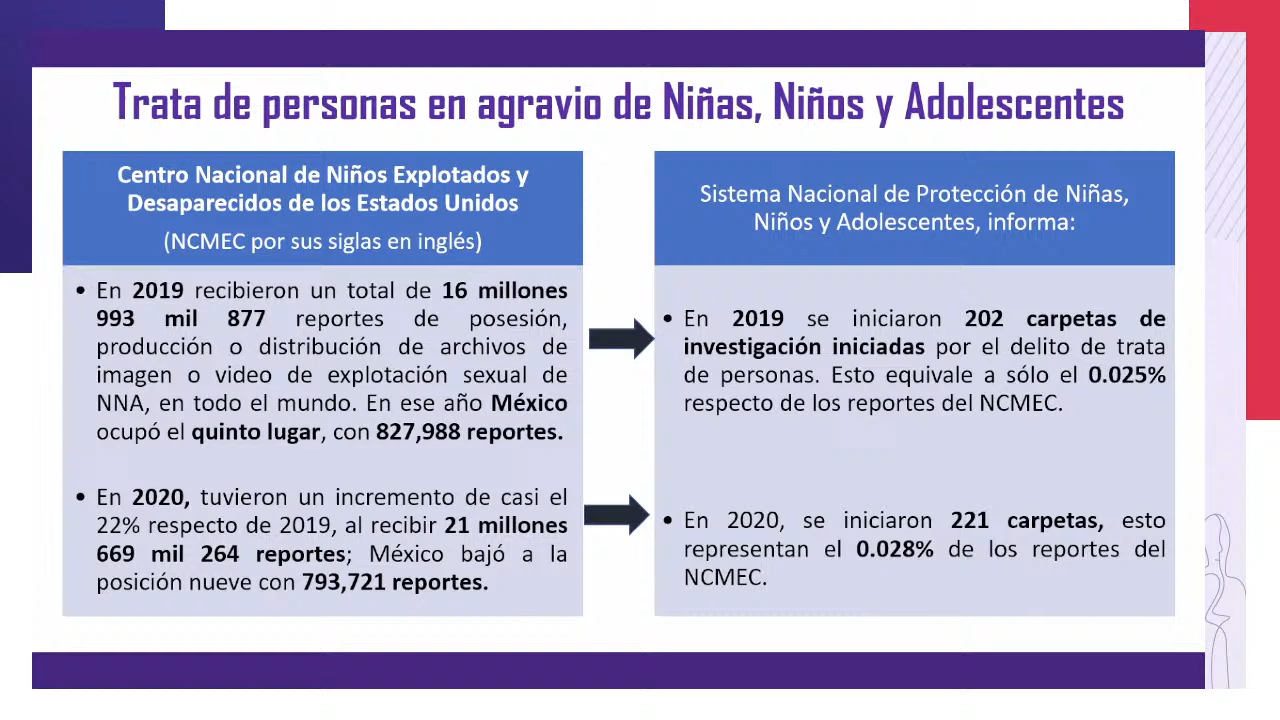 Trata de personas en agravio de Niñas, Niños y Adolescentes
Centro Nacional de Niños Explotados y
Desaparecidos de los Estados Unidos
(NCMEC por sus siglas en inglés)
• En 2019 recibieron un total de 16 millones
993 mil 877 reportes de posesión,
producción o distribución de archivos de
imagen o video de explotación sexual de
NNA, en todo el mundo. En ese año México
ocupó el quinto lugar, con 827,988 reportes.
• En 2020, tuvieron un incremento de casi el
22% respecto de 2019, al recibir 21 millones
669 mil 264 reportes; México bajó a la
posición nueve con 793,721 reportes.
Sistema Nacional de Protección de Niñas,
Niños y Adolescentes, informa:
• En 2019 se iniciaron 202 carpetas de
investigación iniciadas por el delito de trata
de personas. Esto equivale a sólo el 0.025%
respecto de los reportes del NCMEC.
• En 2020, se iniciaron 221 carpetas, esto
representan el 0.028% de los reportes del
NCMEC.